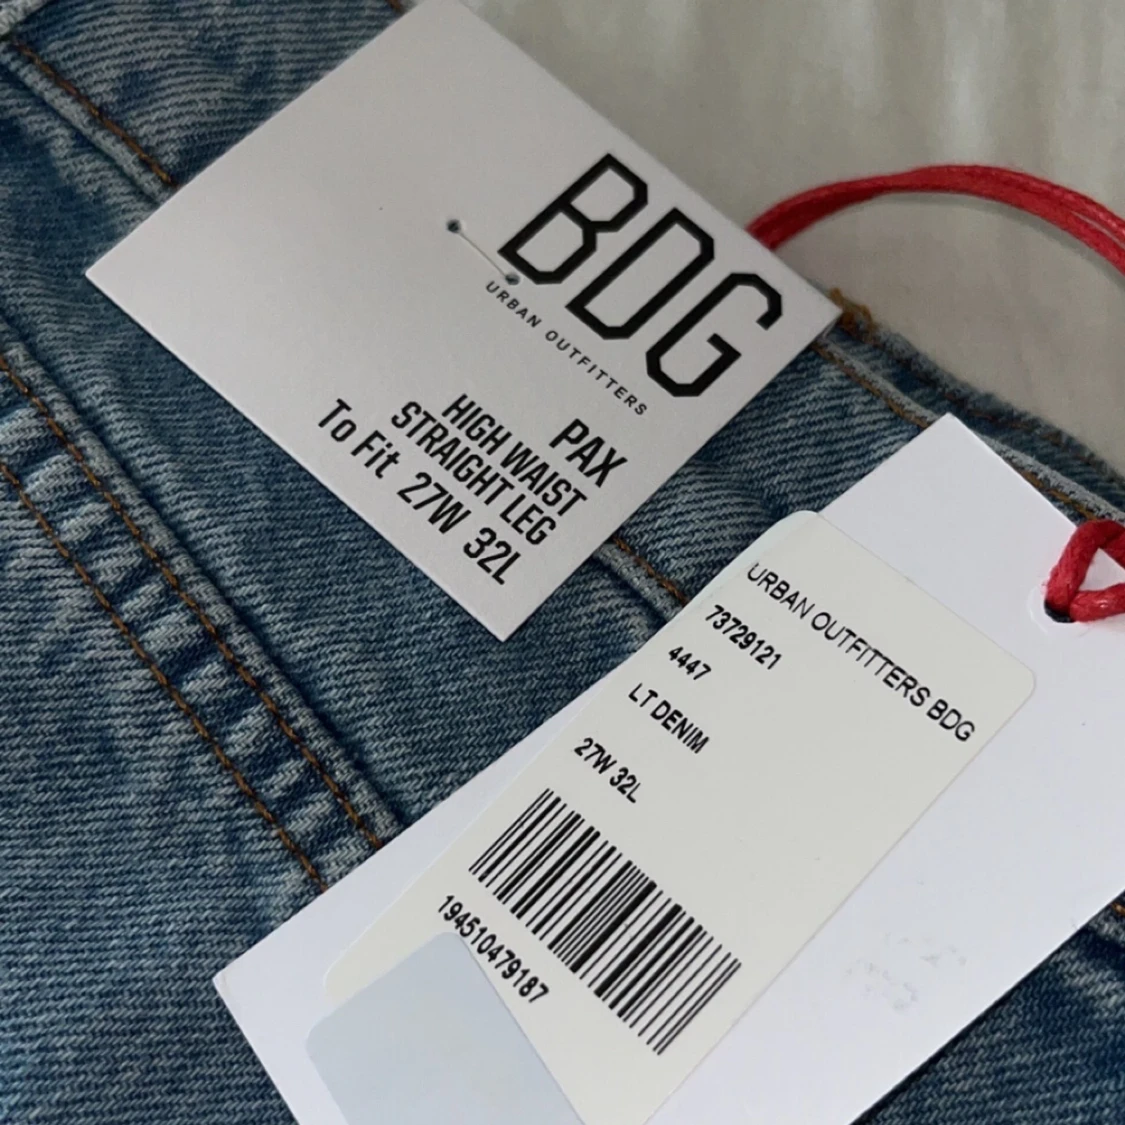 BDG
URBAN OUTFITTERS
PAX
HIGH WAIST
STRAIGHT LEG
To Fit 27W 32L
URBAN OUTFITTERS BDG
73729121
4447
LT DENIM
27W 32L
194510479187